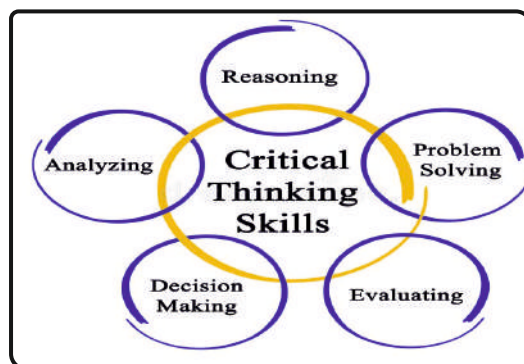 Reasoning
Analyzing
Critical
Thinking
Skills
Problem
Solving
Decision
Making
Evaluating